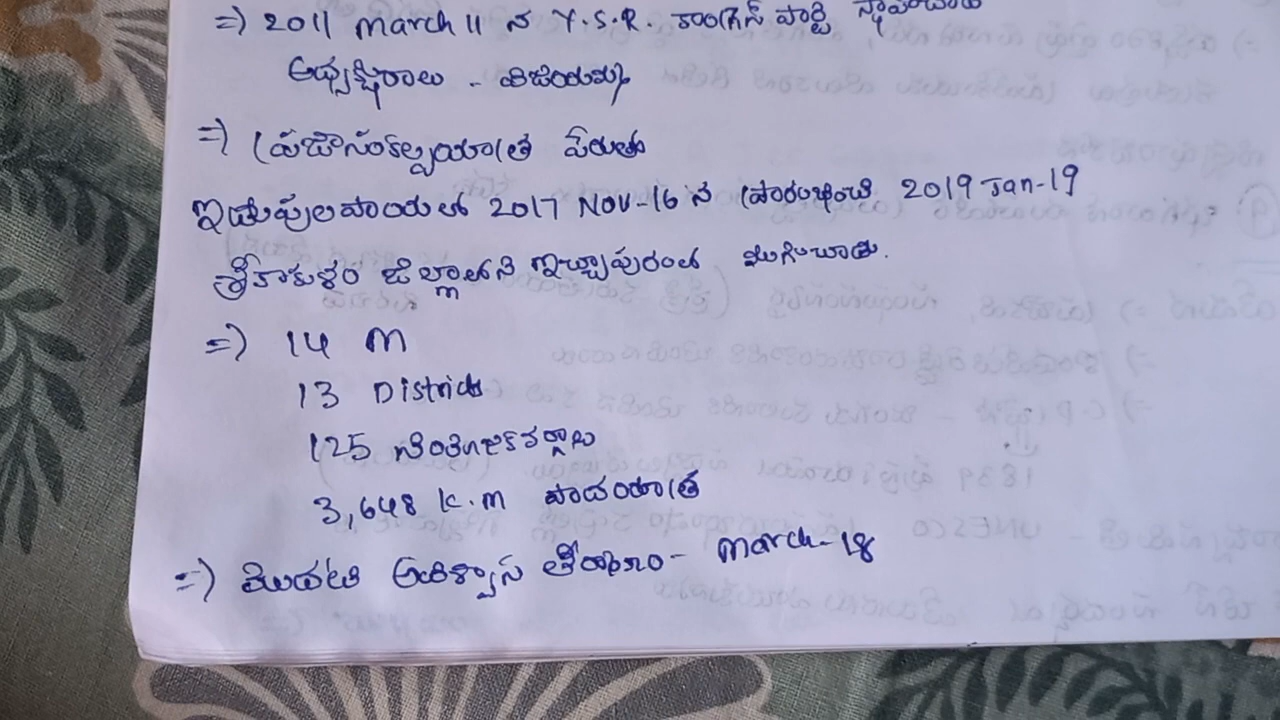 =) 2011 march 11 న Y.S.R. కాంగ్రెస్ పార్టి స్థాపించారు
అధ్యక్షురాలు - విజయమ్మ
=) ప్రజాసంకల్పయాత్ర పేరుతో
ఇడుపులపాయలో 2017 NOV-16 న ప్రారంభించి 2019 Jan-19
శ్రీకాకుళం జిల్లాలోని ఇచ్చాపురంలో ముగించాడు.
=) 14 m
13 Districts
125 నియోజకవర్గాలు
3,648 k.m పాదయాత్ర
=) మొదటి అవిశ్వాస తీర్మానం - march-18